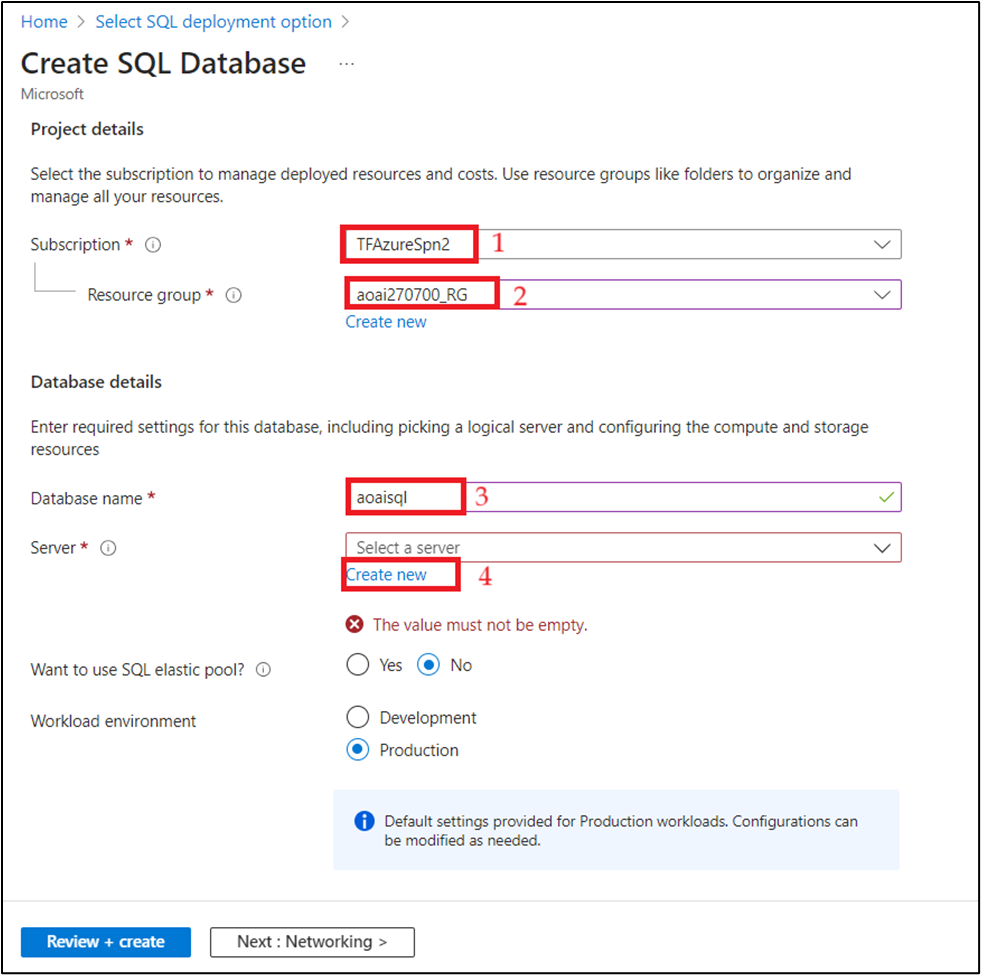 Home > Select SQL deployment option >
Create SQL Database ...
Microsoft
Project details
Select the subscription to manage deployed resources and costs. Use resource groups like folders to organize and
manage all your resources.
Subscription * TFAzureSpn2 1
Resource group * aoai270700_RG 2
Create new
Database details
Enter required settings for this database, including picking a logical server and configuring the compute and storage
resources
Database name * aoaisql 3
Server * Select a server
Create new 4
The value must not be empty.
Want to use SQL elastic pool? Yes No
Workload environment Development
Production
Default settings provided for Production workloads. Configurations can
be modified as needed.
Review + create Next : Networking >